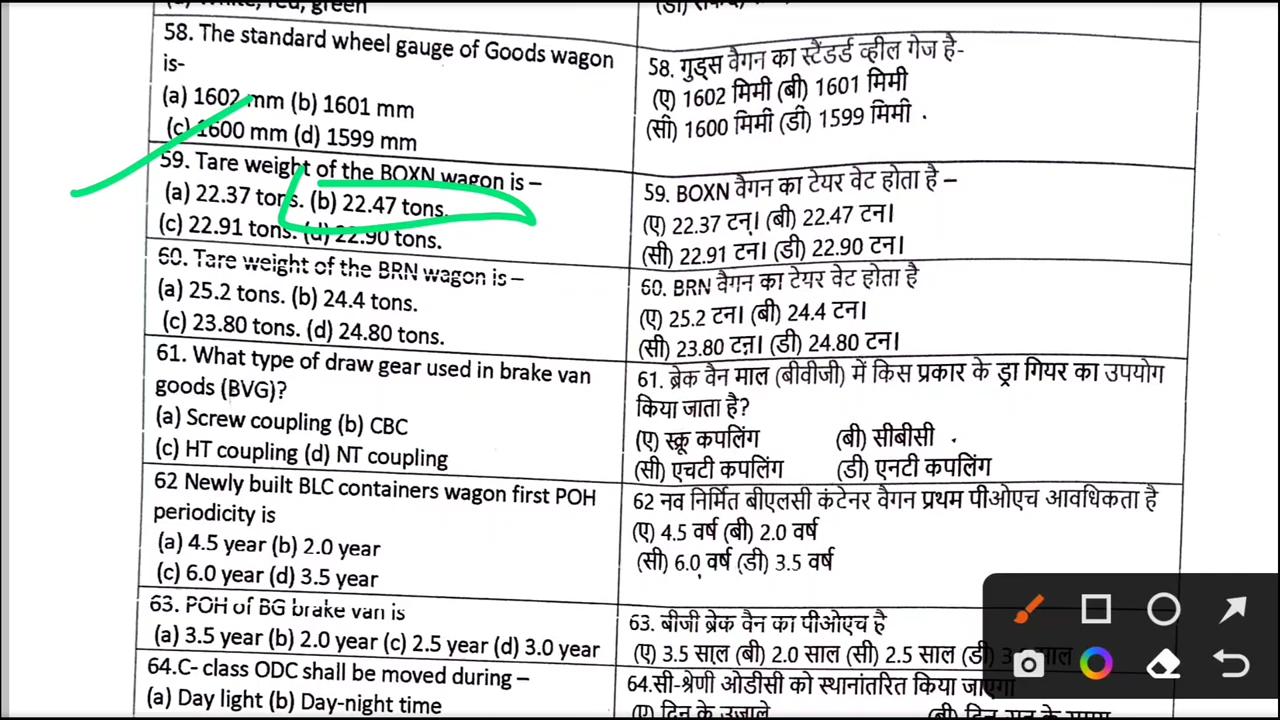 (a) White, red, green
58. The standard wheel gauge of Goods wagon
is-
(a) 1602 mm (b) 1601 mm
(c) 1600 mm (d) 1599 mm
59. Tare weight of the BOXN wagon is –
(a) 22.37 tons. (b) 22.47 tons.
(c) 22.91 tons. (d) 22.90 tons.
60. Tare weight of the BRN wagon is –
(a) 25.2 tons. (b) 24.4 tons.
(c) 23.80 tons. (d) 24.80 tons.
61. What type of draw gear used in brake van
goods (BVG)?
(a) Screw coupling (b) CBC
(c) HT coupling (d) NT coupling
62 Newly built BLC containers wagon first POH
periodicity is
(a) 4.5 year (b) 2.0 year
(c) 6.0 year (d) 3.5 year
63. POH of BG brake van is
(a) 3.5 year (b) 2.0 year (c) 2.5 year (d) 3.0 year
64.C- class ODC shall be moved during –
(a) Day light (b) Day-night time
58. गुड्स वैगन का स्टैंडर्ड व्हील गेज है-
(ए) 1602 मिमी (बी) 1601 मिमी
(सी) 1600 मिमी (डी) 1599 मिमी .
59. BOXN वैगन का टेयर वेट होता है –
(ए) 22.37 टन। (बी) 22.47 टन।
(सी) 22.91 टन। (डी) 22.90 टन।
60. BRN वैगन का टेयर वेट होता है
(ए) 25.2 टन। (बी) 24.4 टन।
(सी) 23.80 टन। (डी) 24.80 टन।
61. ब्रेक वैन माल (बीवीजी) में किस प्रकार के ड्रा गियर का उपयोग
किया जाता है?
(ए) स्क्रू कपलिंग (बी) सीबीसी
(सी) एचटी कपलिंग (डी) एनटी कपलिंग
62 नव निर्मित बीएलसी कंटेनर वैगन प्रथम पीओएच आवधिकता है
(ए) 4.5 वर्ष (बी) 2.0 वर्ष
(सी) 6.0 वर्ष (डी) 3.5 वर्ष
63. बीजी ब्रेक वैन का पीओएच है
(ए) 3.5 साल (बी) 2.0 साल (सी) 2.5 साल (डी) साल
64.सी-श्रेणी ओडीसी को स्थानांतरित किया जाएगा
(ए) दिन के उजाले